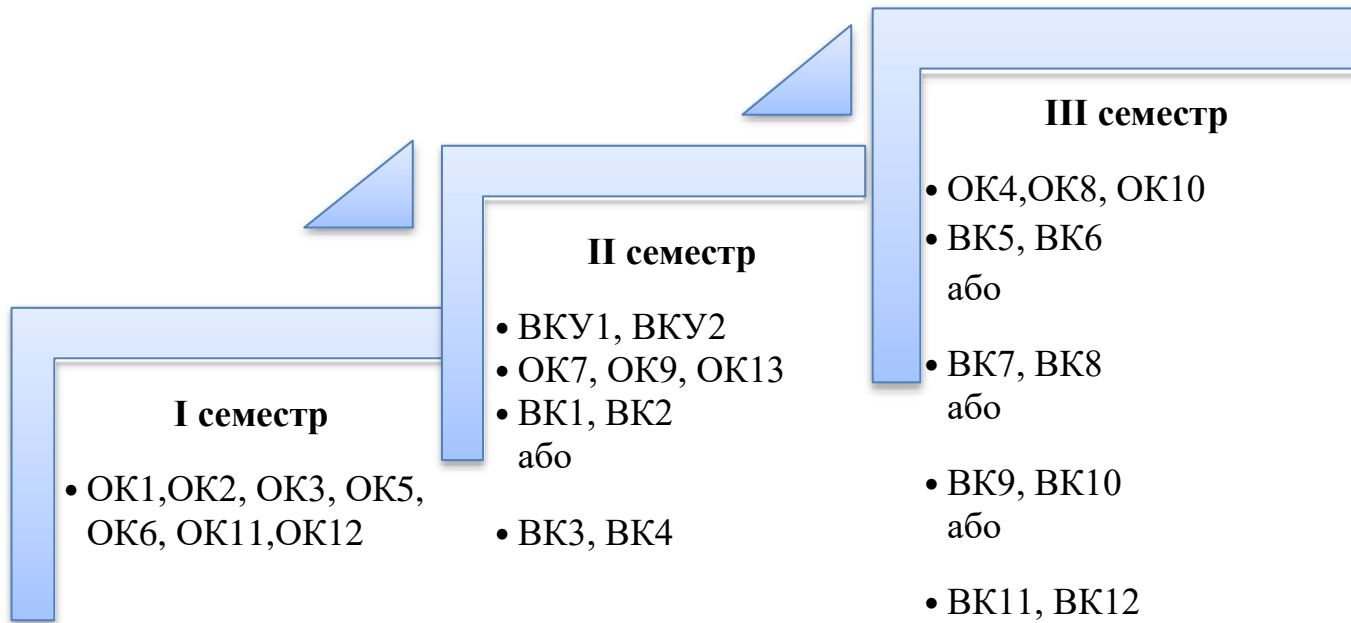 I семестр
• ОК1,ОК2, ОК3, ОК5,
ОК6, ОК11,ОК12
II семестр
• ВКУ1, ВКУ2
• ОК7, ОК9, ОК13
• ВК1, ВК2
або
• ВК3, ВК4
III семестр
• ОК4,ОК8, ОК10
• ВК5, ВК6
або
• ВК7, ВК8
або
• ВК9, ВК10
або
• ВК11, ВК12